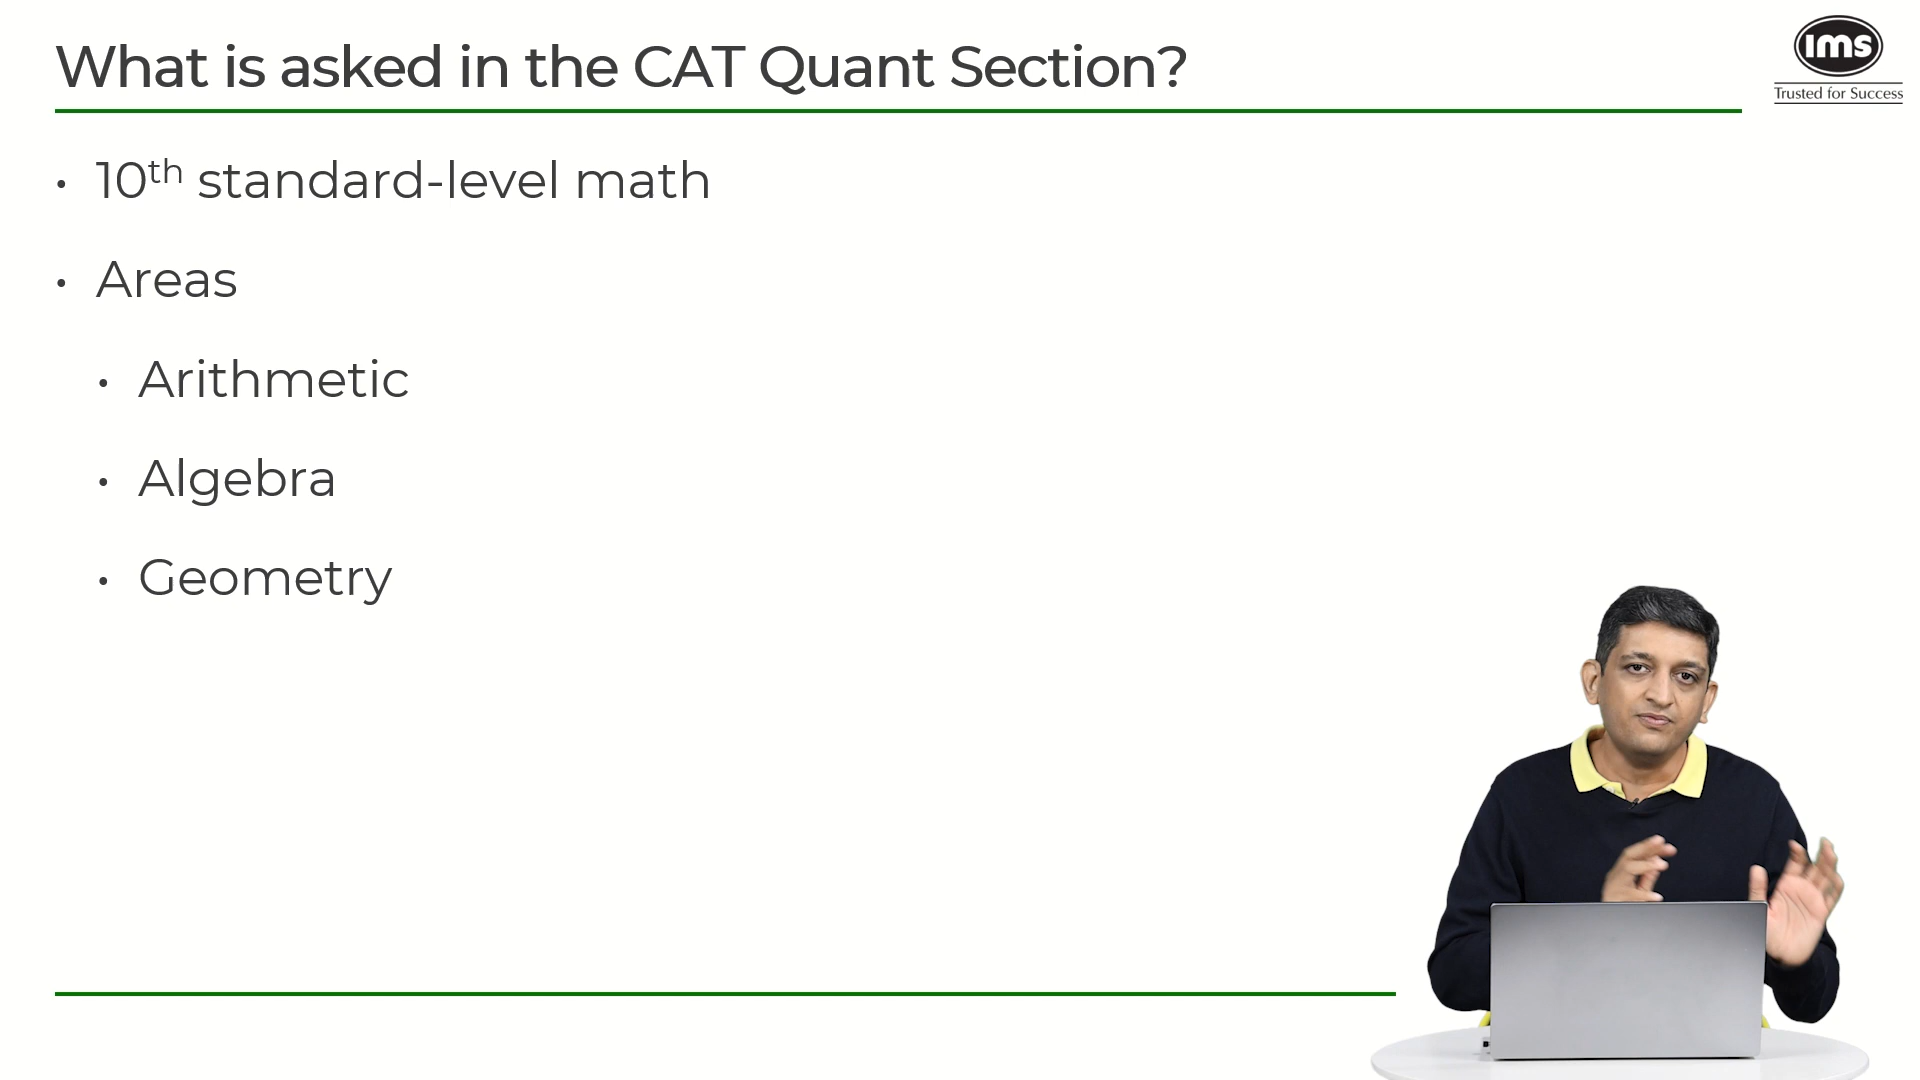 What is asked in the CAT Quant Section?
ims
Trusted for Success
• 10th standard-level math
• Areas
• Arithmetic
• Algebra
• Geometry